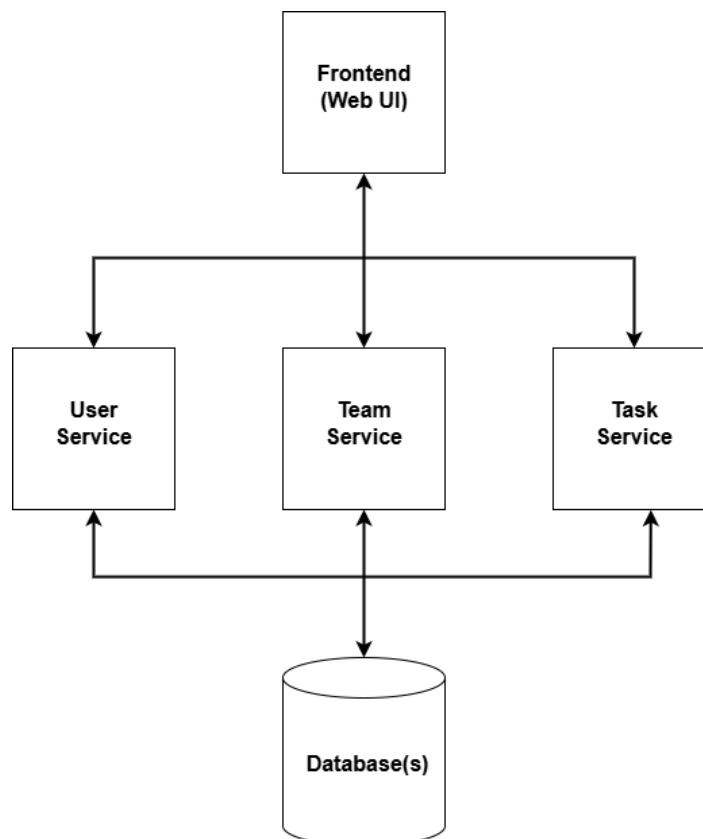 Frontend
(Web UI)
User
Service
Team
Service
Task
Service
Database(s)